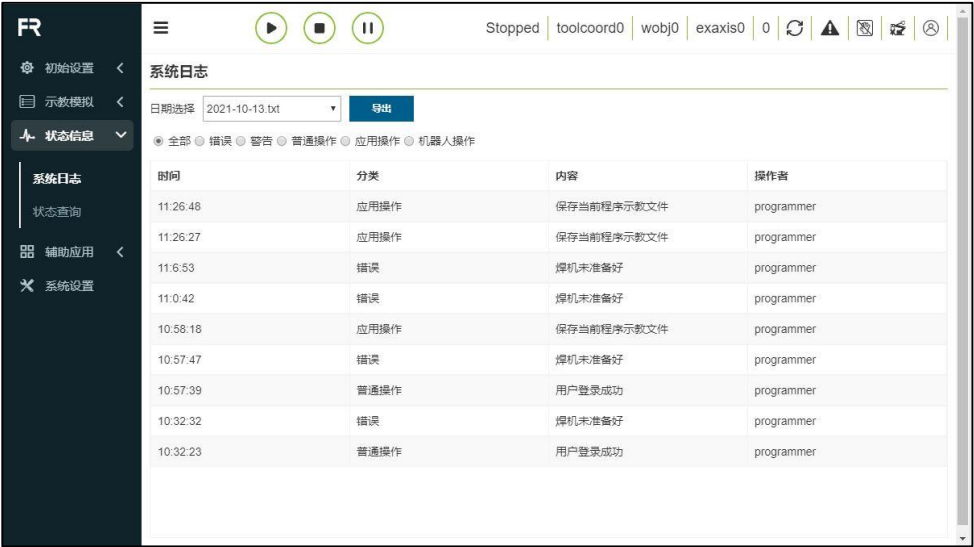 FR
Stopped toolcoord0 wobj0 exaxis0 0
初始设置
示教模拟
状态信息
系统日志
状态查询
辅助应用
系统设置
系统日志
日期选择 2021-10-13.txt 导出
全部 错误 警告 普通操作 应用操作 机器人操作
时间 分类 内容 操作者
11:26:48 应用操作 保存当前程序示教文件 programmer
11:26:27 应用操作 保存当前程序示教文件 programmer
11:6:53 错误 焊机未准备好 programmer
11:0:42 错误 焊机未准备好 programmer
10:58:18 应用操作 保存当前程序示教文件 programmer
10:57:47 错误 焊机未准备好 programmer
10:57:39 普通操作 用户登录成功 programmer
10:32:32 错误 焊机未准备好 programmer
10:32:23 普通操作 用户登录成功 programmer